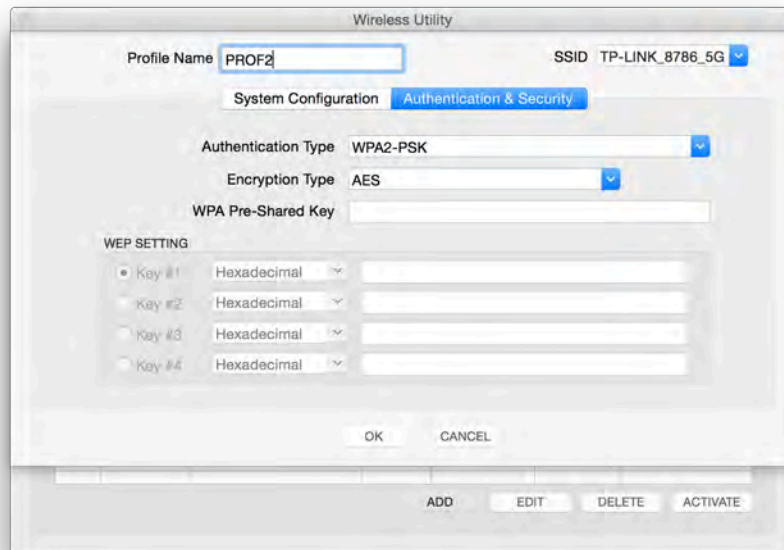 Wireless Utility
Profile Name PROF2 SSID TP-LINK_8786_5G
System Configuration Authentication & Security
Authentication Type WPA2-PSK
Encryption Type AES
WPA Pre-Shared Key
WEP SETTING
Key #1 Hexadecimal
Key #2 Hexadecimal
Key #3 Hexadecimal
Key #4 Hexadecimal
OK CANCEL
ADD EDIT DELETE ACTIVATE